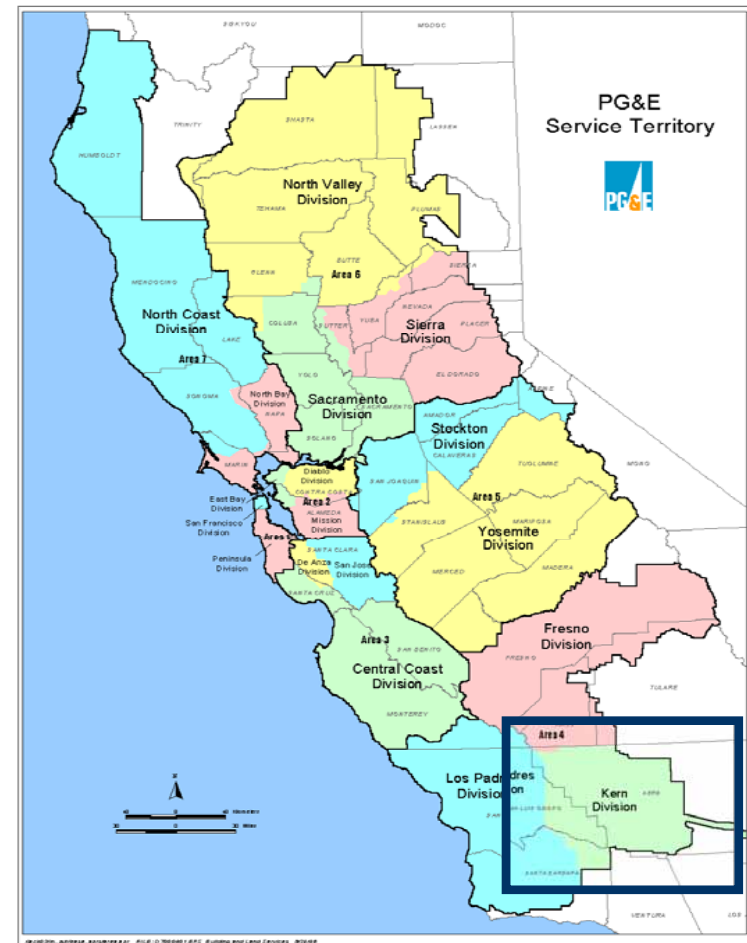 SISKIYOU
MODOC
PG&E
Service Territory
PG&E
TRINITY
SHASTA
LASSEN
HUMBOLDT
North Valley
Division
TEHAMA
PLUMAS
BUTTE
Area 6
GLENN
SIERRA
MENDOCINO
North Coast
Division
LAKE
Area 7
COLUSA
SUTTER
YUBA
NEVADA
PLACER
Sierra
Division
EL DORADO
YOLO
SONOMA
North Bay
Division
NAPA
Sacramento
Division
SACRAMENTO
SOLANO
ALPINE
AMADOR
Stockton
Division
CALAVERAS
MARIN
Diablo
Division
CONTRA COSTA
Area 2
SAN JOAQUIN
TUOLUMNE
MONO
East Bay
Division
ALAMEDA
Mission
Division
San Francisco
Division
Area 5
STANISLAUS
MARIPOSA
Yosemite
Division
Peninsula
Division
SANTA CLARA
De Anza
Division
San Jose
Division
MERCED
MADERA
SANTA CRUZ
Area 3
SAN BENITO
Central Coast
Division
MONTEREY
Fresno
Division
FRESNO
TULARE
Area 4
Los Padres
Division
Kern
Division
KERN
SANTA BARBARA
VENTURA
LOS
N
Kilometers
Miles